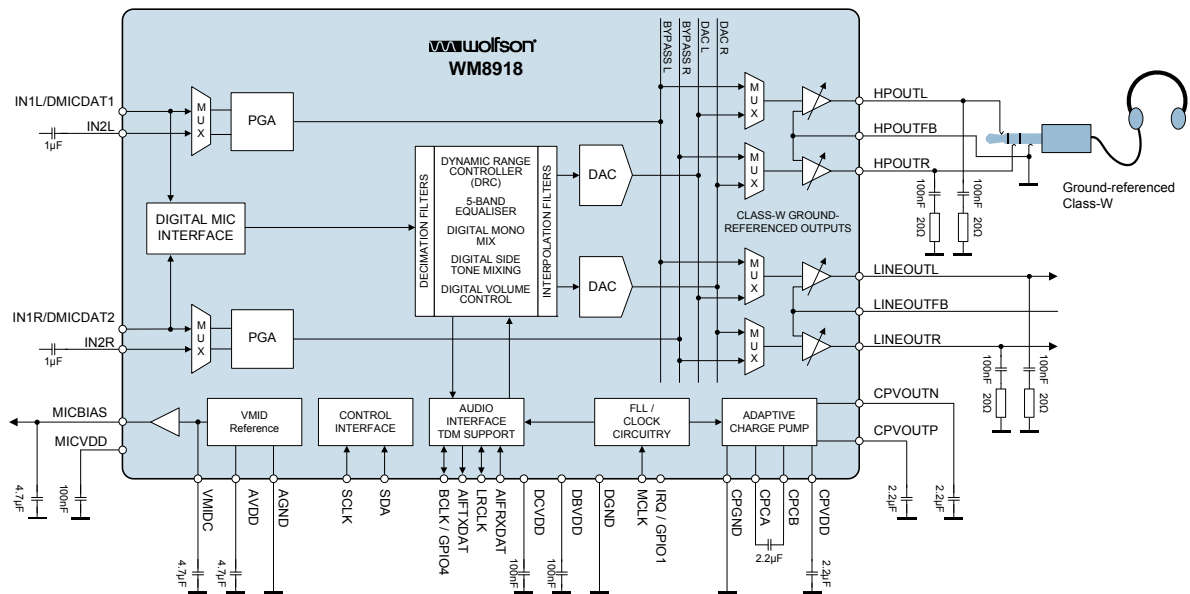 wolfson
WM8918
BYPASS L
BYPASS R
DAC L
DAC R
IN1L/DMICDAT1
IN2L
1µF
MUX
PGA
DIGITAL MIC
INTERFACE
IN1R/DMICDAT2
IN2R
1µF
MUX
PGA
DECIMATION FILTERS
DYNAMIC RANGE
CONTROLLER
(DRC)
5-BAND
EQUALISER
DIGITAL MONO
MIX
DIGITAL SIDE
TONE MIXING
DIGITAL VOLUME
CONTROL
INTERPOLATION FILTERS
DAC
DAC
MUX
MUX
CLASS-W GROUND-
REFERENCED OUTPUTS
MUX
MUX
HPOUTL
HPOUTFB
HPOUTR
100nF
20Ω
100nF
20Ω
Ground-referenced
Class-W
LINEOUTL
LINEOUTFB
LINEOUTR
100nF
20Ω
100nF
20Ω
MICBIAS
MICVDD
4.7µF
100nF
VMID
Reference
CONTROL
INTERFACE
AUDIO
INTERFACE
TDM SUPPORT
FLL /
CLOCK
CIRCUITRY
ADAPTIVE
CHARGE PUMP
CPVOUTN
CPVOUTP
2.2µF
2.2µF
VMIDC
AVDD
AGND
SCLK
SDA
BCLK / GPIO4
AIFTXDAT
LRCLK
AIFRXDAT
DCVDD
DBVDD
DGND
MCLK
IRQ / GPIO1
CPGND
CPCA
CPCB
CPVDD
4.7µF
4.7µF
100nF
100nF
2.2µF
2.2µF